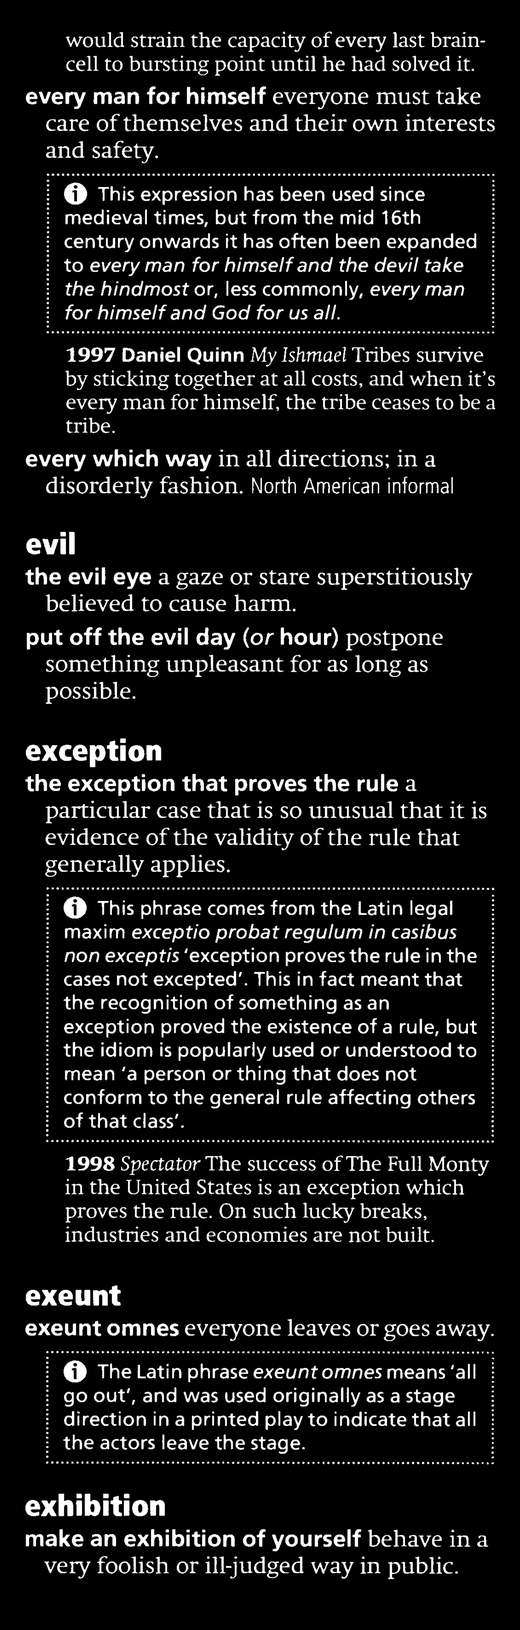 would strain the capacity of every last brain-
cell to bursting point until he had solved it.
every man for himself everyone must take
care of themselves and their own interests
and safety.
This expression has been used since
medieval times, but from the mid 16th
century onwards it has often been expanded
to every man for himself and the devil take
the hindmost or, less commonly, every man
for himself and God for us all.
1997 Daniel Quinn My Ishmael Tribes survive
by sticking together at all costs, and when it's
every man for himself, the tribe ceases to be a
tribe.
every which way in all directions; in a
disorderly fashion. North American informal
evil
the evil eye a gaze or stare superstitiously
believed to cause harm.
put off the evil day (or hour) postpone
something unpleasant for as long as
possible.
exception
the exception that proves the rule a
particular case that is so unusual that it is
evidence of the validity of the rule that
generally applies.
This phrase comes from the Latin legal
maxim exceptio probat regulum in casibus
non exceptis 'exception proves the rule in the
cases not excepted'. This in fact meant that
the recognition of something as an
exception proved the existence of a rule, but
the idiom is popularly used or understood to
mean 'a person or thing that does not
conform to the general rule affecting others
of that class'.
1998 Spectator The success of The Full Monty
in the United States is an exception which
proves the rule. On such lucky breaks,
industries and economies are not built.
exeunt
exeunt omnes everyone leaves or goes away.
The Latin phrase exeunt omnes means 'all
go out', and was used originally as a stage
direction in a printed play to indicate that all
the actors leave the stage.
exhibition
make an exhibition of yourself behave in a
very foolish or ill-judged way in public.